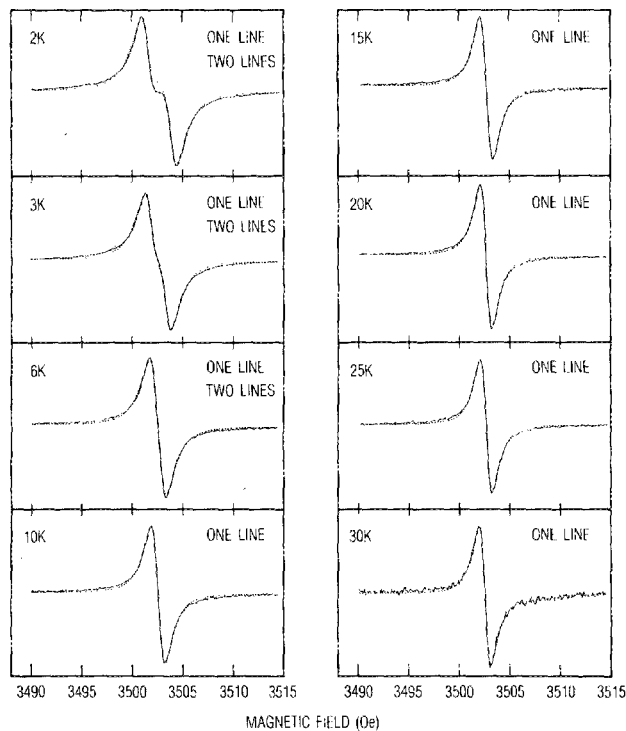 2K ONE LINE
TWO LINES
3K ONE LINE
TWO LINES
6K ONE LINE
TWO LINES
10K ONE LINE
3490 3495 3500 3505 3510 3515
15K ONE LINE
20K ONE LINE
25K ONE LINE
30K ONE LINE
3490 3495 3500 3505 3510 3515
MAGNETIC FIELD (Oe)